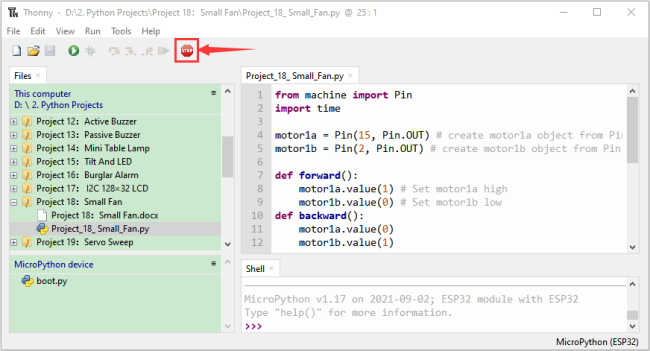 Thonny - D:\2. Python Projects\Project 18：Small Fan\Project_18_ Small_Fan.py @ 25 : 1
File Edit View Run Tools Help
STOP
Files ×
This computer
D: \ 2. Python Projects
Project 12：Active Buzzer
Project 13：Passive Buzzer
Project 14：Mini Table Lamp
Project 15：Tilt And LED
Project 16：Burglar Alarm
Project 17： I2C 128×32 LCD
Project 18：Small Fan
Project 18：Small Fan.docx
Project_18_ Small_Fan.py
Project 19：Servo Sweep
MicroPython device
boot.py
Project_18_ Small_Fan.py ×
1 from machine import Pin
2 import time
3
4 motor1a = Pin(15, Pin.OUT) # create motor1a object from Pin
5 motor1b = Pin(2, Pin.OUT) # create motor1b object from Pin
6
7 def forward():
8 motor1a.value(1) # Set motor1a high
9 motor1b.value(0) # Set motor1b low
10 def backward():
11 motor1a.value(0)
12 motor1b.value(1)
Shell ×
MicroPython v1.17 on 2021-09-02; ESP32 module with ESP32
Type "help()" for more information.
>>>
MicroPython (ESP32)